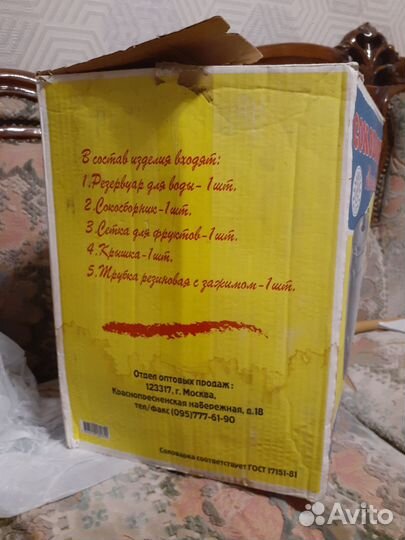 В состав изделия входят:
1. Резервуар для воды - 1 шт.
2. Сокосборник - 1 шт.
3. Сетка для фруктов - 1 шт.
4. Крышка - 1 шт.
5. Трубка резиновая с зажимом - 1 шт.
Отдел оптовых продаж:
123317, г. Москва,
Краснопресненская набережная, д.18
тел/факс (095)777-61-90
Соковарка соответствует ГОСТ 17151-81
Avito